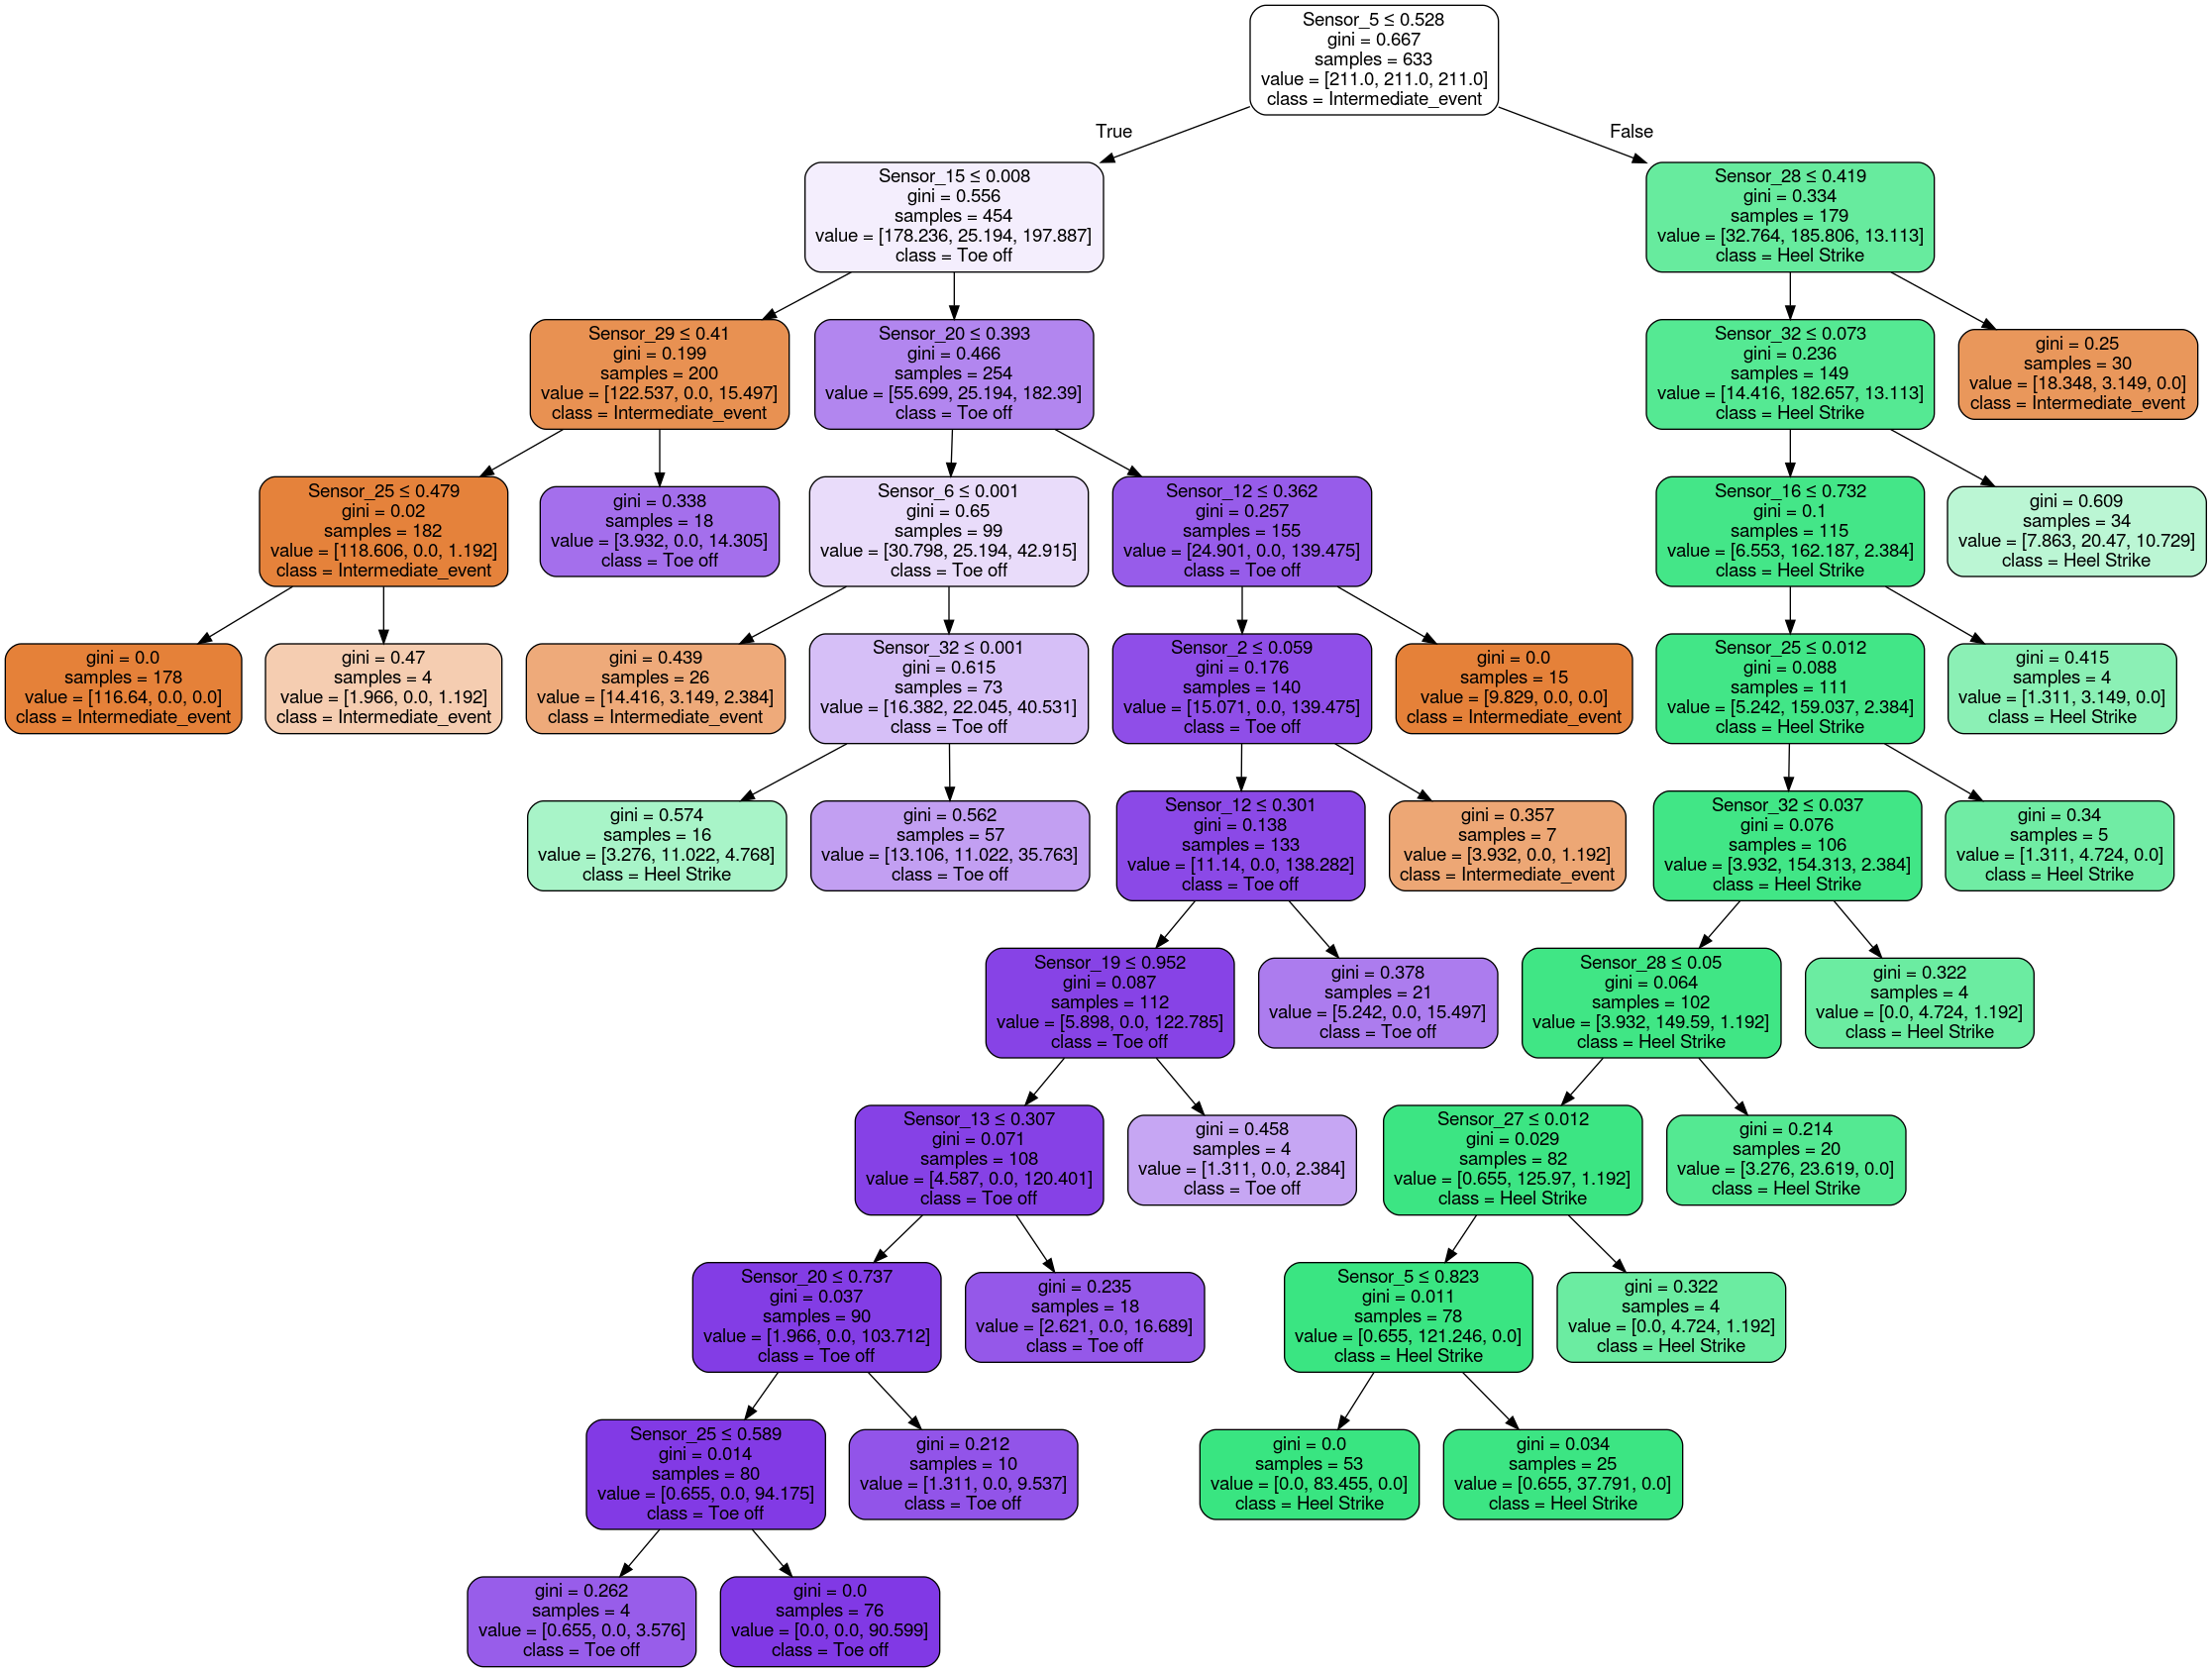 Sensor_5 ≤ 0.528
gini = 0.667
samples = 633
value = [211.0, 211.0, 211.0]
class = Intermediate_event
True
False
Sensor_15 ≤ 0.008
gini = 0.556
samples = 454
value = [178.236, 25.194, 197.887]
class = Toe off
Sensor_28 ≤ 0.419
gini = 0.334
samples = 179
value = [32.764, 185.806, 13.113]
class = Heel Strike
Sensor_29 ≤ 0.41
gini = 0.199
samples = 200
value = [122.537, 0.0, 15.497]
class = Intermediate_event
Sensor_20 ≤ 0.393
gini = 0.466
samples = 254
value = [55.699, 25.194, 182.39]
class = Toe off
Sensor_32 ≤ 0.073
gini = 0.236
samples = 149
value = [14.416, 182.657, 13.113]
class = Heel Strike
gini = 0.25
samples = 30
value = [18.348, 3.149, 0.0]
class = Intermediate_event
Sensor_25 ≤ 0.479
gini = 0.02
samples = 182
value = [118.606, 0.0, 1.192]
class = Intermediate_event
gini = 0.338
samples = 18
value = [3.932, 0.0, 14.305]
class = Toe off
Sensor_6 ≤ 0.001
gini = 0.65
samples = 99
value = [30.798, 25.194, 42.915]
class = Toe off
Sensor_12 ≤ 0.362
gini = 0.257
samples = 155
value = [24.901, 0.0, 139.475]
class = Toe off
Sensor_16 ≤ 0.732
gini = 0.1
samples = 115
value = [6.553, 162.187, 2.384]
class = Heel Strike
gini = 0.609
samples = 34
value = [7.863, 20.47, 10.729]
class = Heel Strike
gini = 0.0
samples = 178
value = [116.64, 0.0, 0.0]
class = Intermediate_event
gini = 0.47
samples = 4
value = [1.966, 0.0, 1.192]
class = Intermediate_event
gini = 0.439
samples = 26
value = [14.416, 3.149, 2.384]
class = Intermediate_event
Sensor_32 ≤ 0.001
gini = 0.615
samples = 73
value = [16.382, 22.045, 40.531]
class = Toe off
Sensor_2 ≤ 0.059
gini = 0.176
samples = 140
value = [15.071, 0.0, 139.475]
class = Toe off
gini = 0.0
samples = 15
value = [9.829, 0.0, 0.0]
class = Intermediate_event
Sensor_25 ≤ 0.012
gini = 0.088
samples = 111
value = [5.242, 159.037, 2.384]
class = Heel Strike
gini = 0.415
samples = 4
value = [1.311, 3.149, 0.0]
class = Heel Strike
gini = 0.574
samples = 16
value = [3.276, 11.022, 4.768]
class = Heel Strike
gini = 0.562
samples = 57
value = [13.106, 11.022, 35.763]
class = Toe off
Sensor_12 ≤ 0.301
gini = 0.138
samples = 133
value = [11.14, 0.0, 138.282]
class = Toe off
gini = 0.357
samples = 7
value = [3.932, 0.0, 1.192]
class = Intermediate_event
Sensor_32 ≤ 0.037
gini = 0.076
samples = 106
value = [3.932, 154.313, 2.384]
class = Heel Strike
gini = 0.34
samples = 5
value = [1.311, 4.724, 0.0]
class = Heel Strike
Sensor_19 ≤ 0.952
gini = 0.087
samples = 112
value = [5.898, 0.0, 122.785]
class = Toe off
gini = 0.378
samples = 21
value = [5.242, 0.0, 15.497]
class = Toe off
Sensor_28 ≤ 0.05
gini = 0.064
samples = 102
value = [3.932, 149.59, 1.192]
class = Heel Strike
gini = 0.322
samples = 4
value = [0.0, 4.724, 1.192]
class = Heel Strike
Sensor_13 ≤ 0.307
gini = 0.071
samples = 108
value = [4.587, 0.0, 120.401]
class = Toe off
gini = 0.458
samples = 4
value = [1.311, 0.0, 2.384]
class = Toe off
Sensor_27 ≤ 0.012
gini = 0.029
samples = 82
value = [0.655, 125.97, 1.192]
class = Heel Strike
gini = 0.214
samples = 20
value = [3.276, 23.619, 0.0]
class = Heel Strike
Sensor_20 ≤ 0.737
gini = 0.037
samples = 90
value = [1.966, 0.0, 103.712]
class = Toe off
gini = 0.235
samples = 18
value = [2.621, 0.0, 16.689]
class = Toe off
Sensor_5 ≤ 0.823
gini = 0.011
samples = 78
value = [0.655, 121.246, 0.0]
class = Heel Strike
gini = 0.322
samples = 4
value = [0.0, 4.724, 1.192]
class = Heel Strike
Sensor_25 ≤ 0.589
gini = 0.014
samples = 80
value = [0.655, 0.0, 94.175]
class = Toe off
gini = 0.212
samples = 10
value = [1.311, 0.0, 9.537]
class = Toe off
gini = 0.0
samples = 53
value = [0.0, 83.455, 0.0]
class = Heel Strike
gini = 0.034
samples = 25
value = [0.655, 37.791, 0.0]
class = Heel Strike
gini = 0.262
samples = 4
value = [0.655, 0.0, 3.576]
class = Toe off
gini = 0.0
samples = 76
value = [0.0, 0.0, 90.599]
class = Toe off